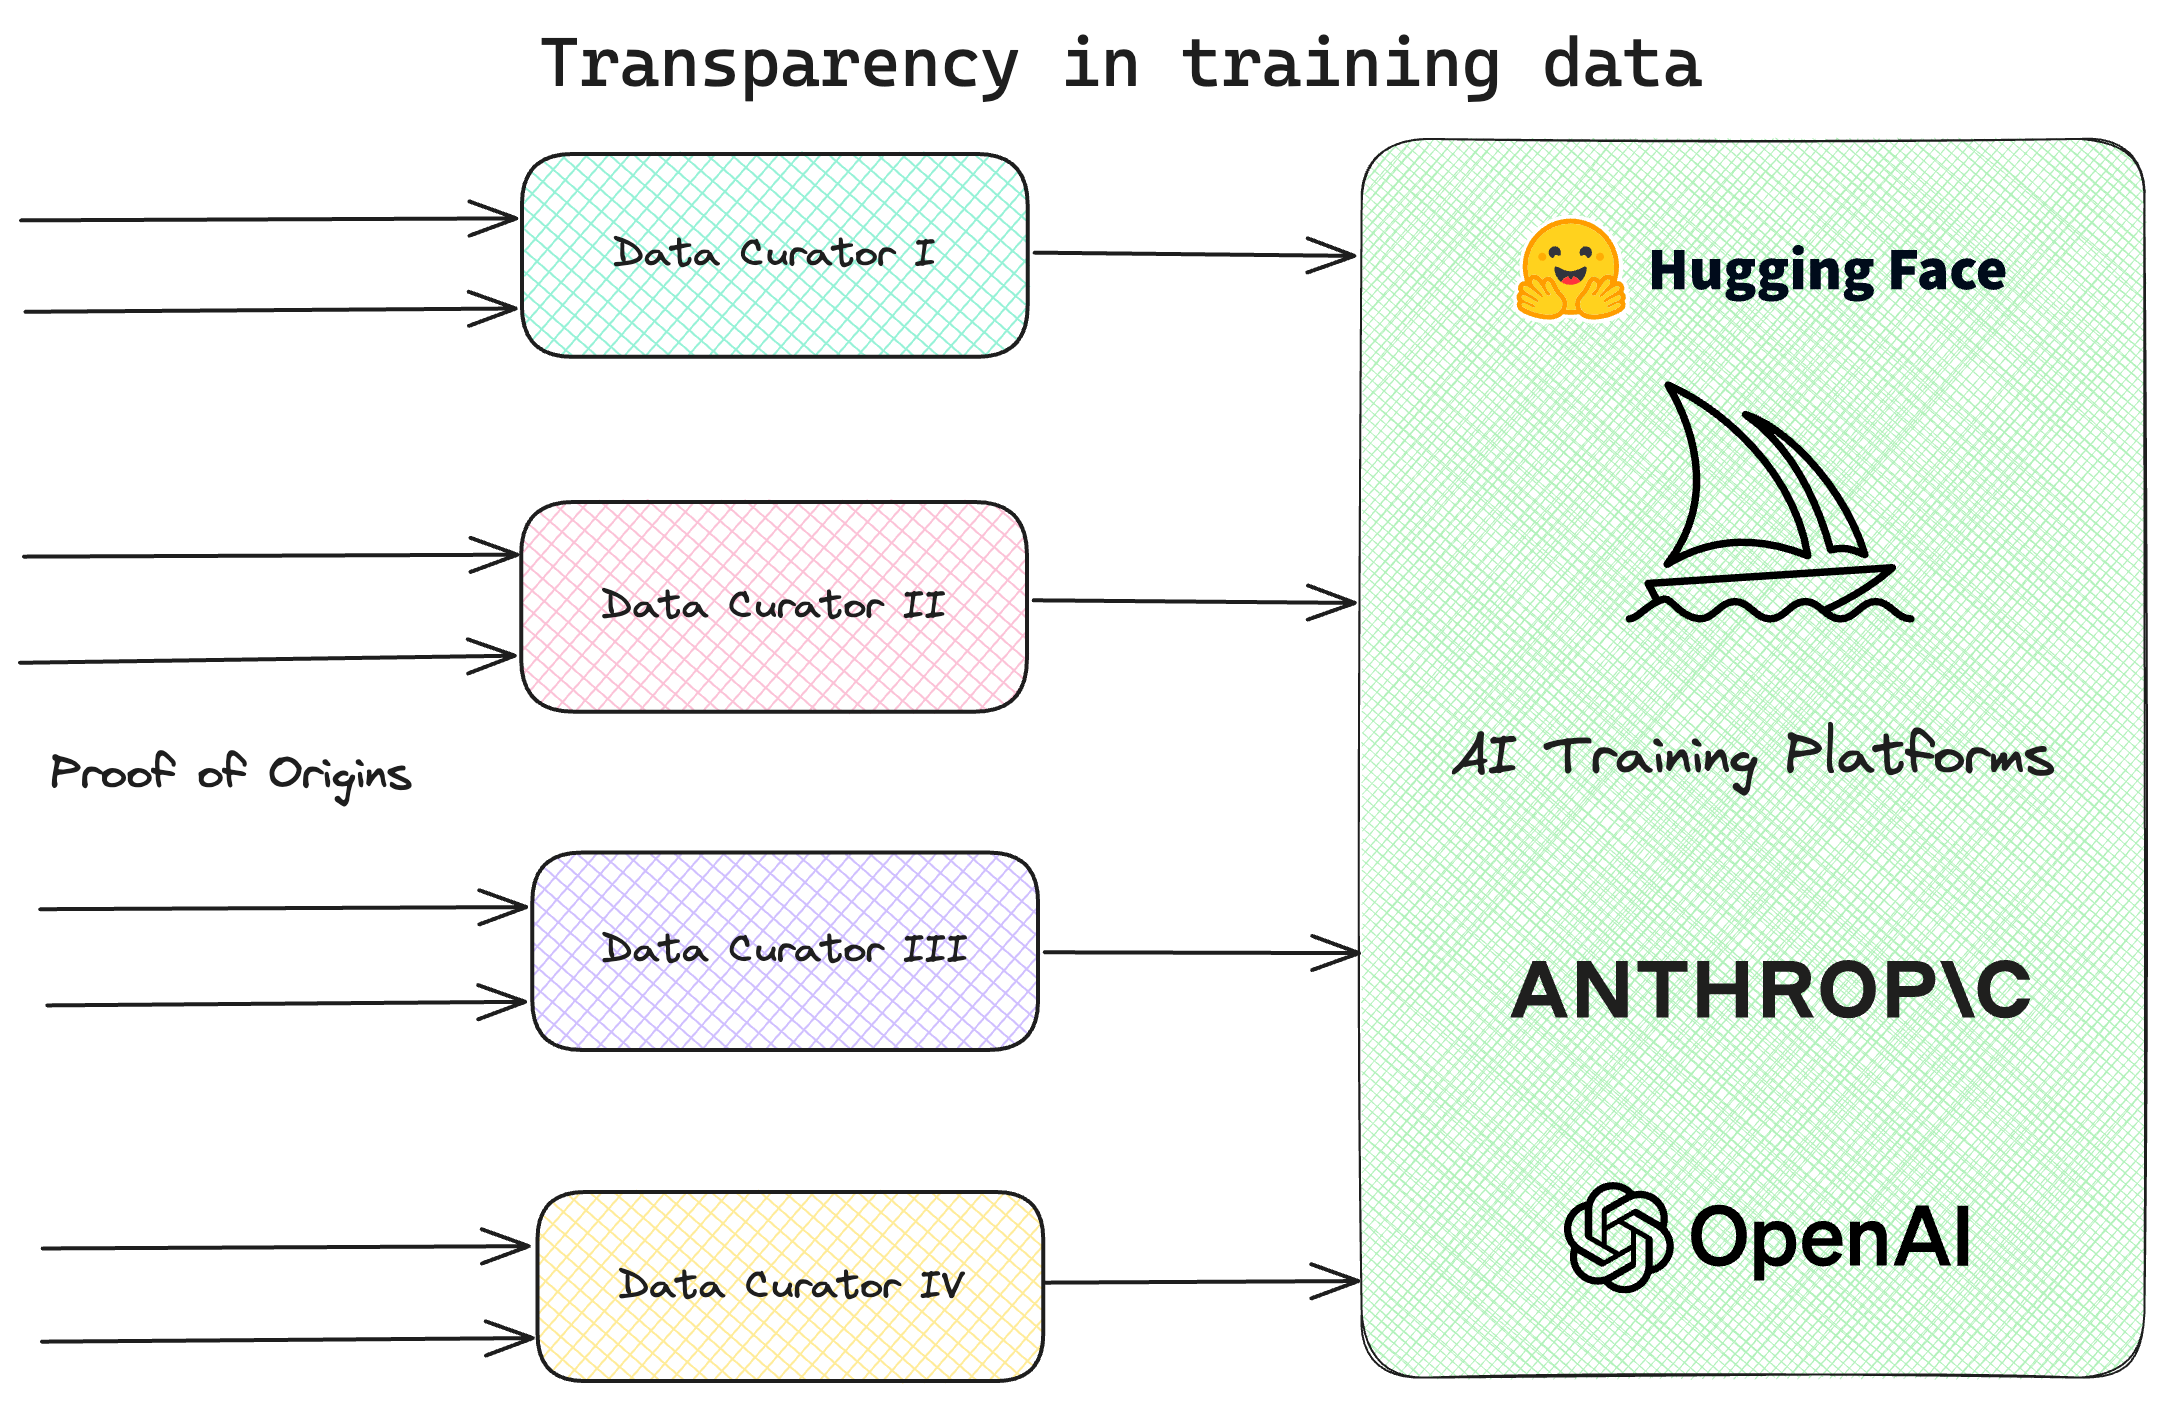 Transparency in training data
Data Curator I
Hugging Face
Data Curator II
Proof of Origins
AI Training Platforms
Data Curator III
ANTHROP\C
Data Curator IV
OpenAI